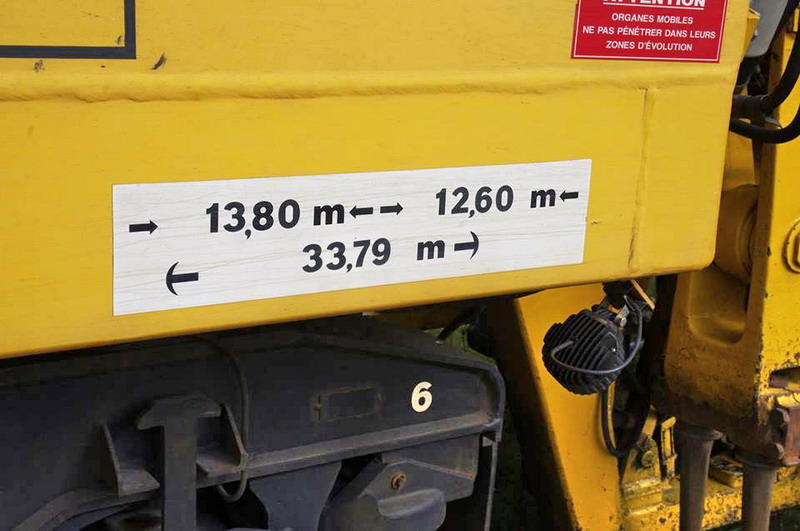 ATTENTION
ORGANES MOBILES
NE PAS PÉNÉTRER DANS LEURS
ZONES D'ÉVOLUTION
13,80 m 12,60 m
33,79 m
6